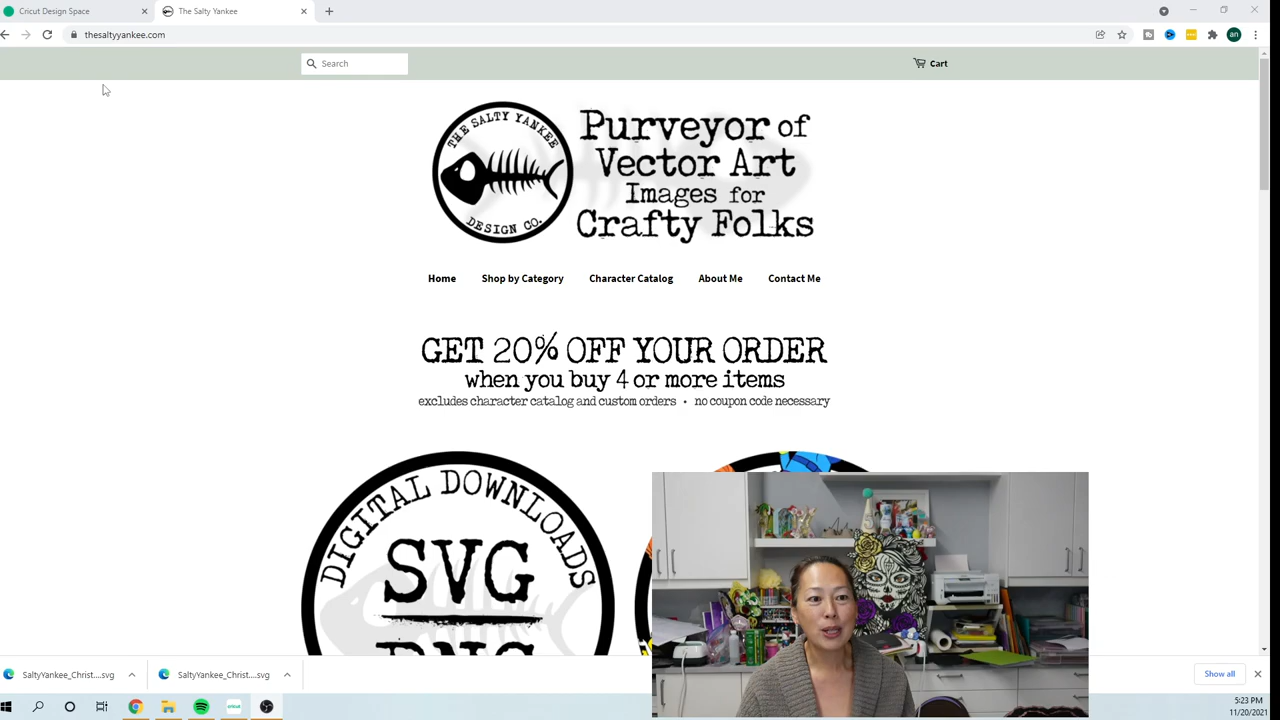 Cricut Design Space
The Salty Yankee
thesaltyyankee.com
an
Search
Cart
THE SALTY YANKEE
DESIGN CO.
Purveyor of
Vector Art
Images for
Crafty Folks
Home Shop by Category Character Catalog About Me Contact Me
GET 20% OFF YOUR ORDER
when you buy 4 or more items
excludes character catalog and custom orders • no coupon code necessary
DIGITAL DOWNLOADS
SVG
PNG
SaltyYankee_Christ....svg
SaltyYankee_Christ....svg
Show all
cricut
5:23 PM
11/20/2021